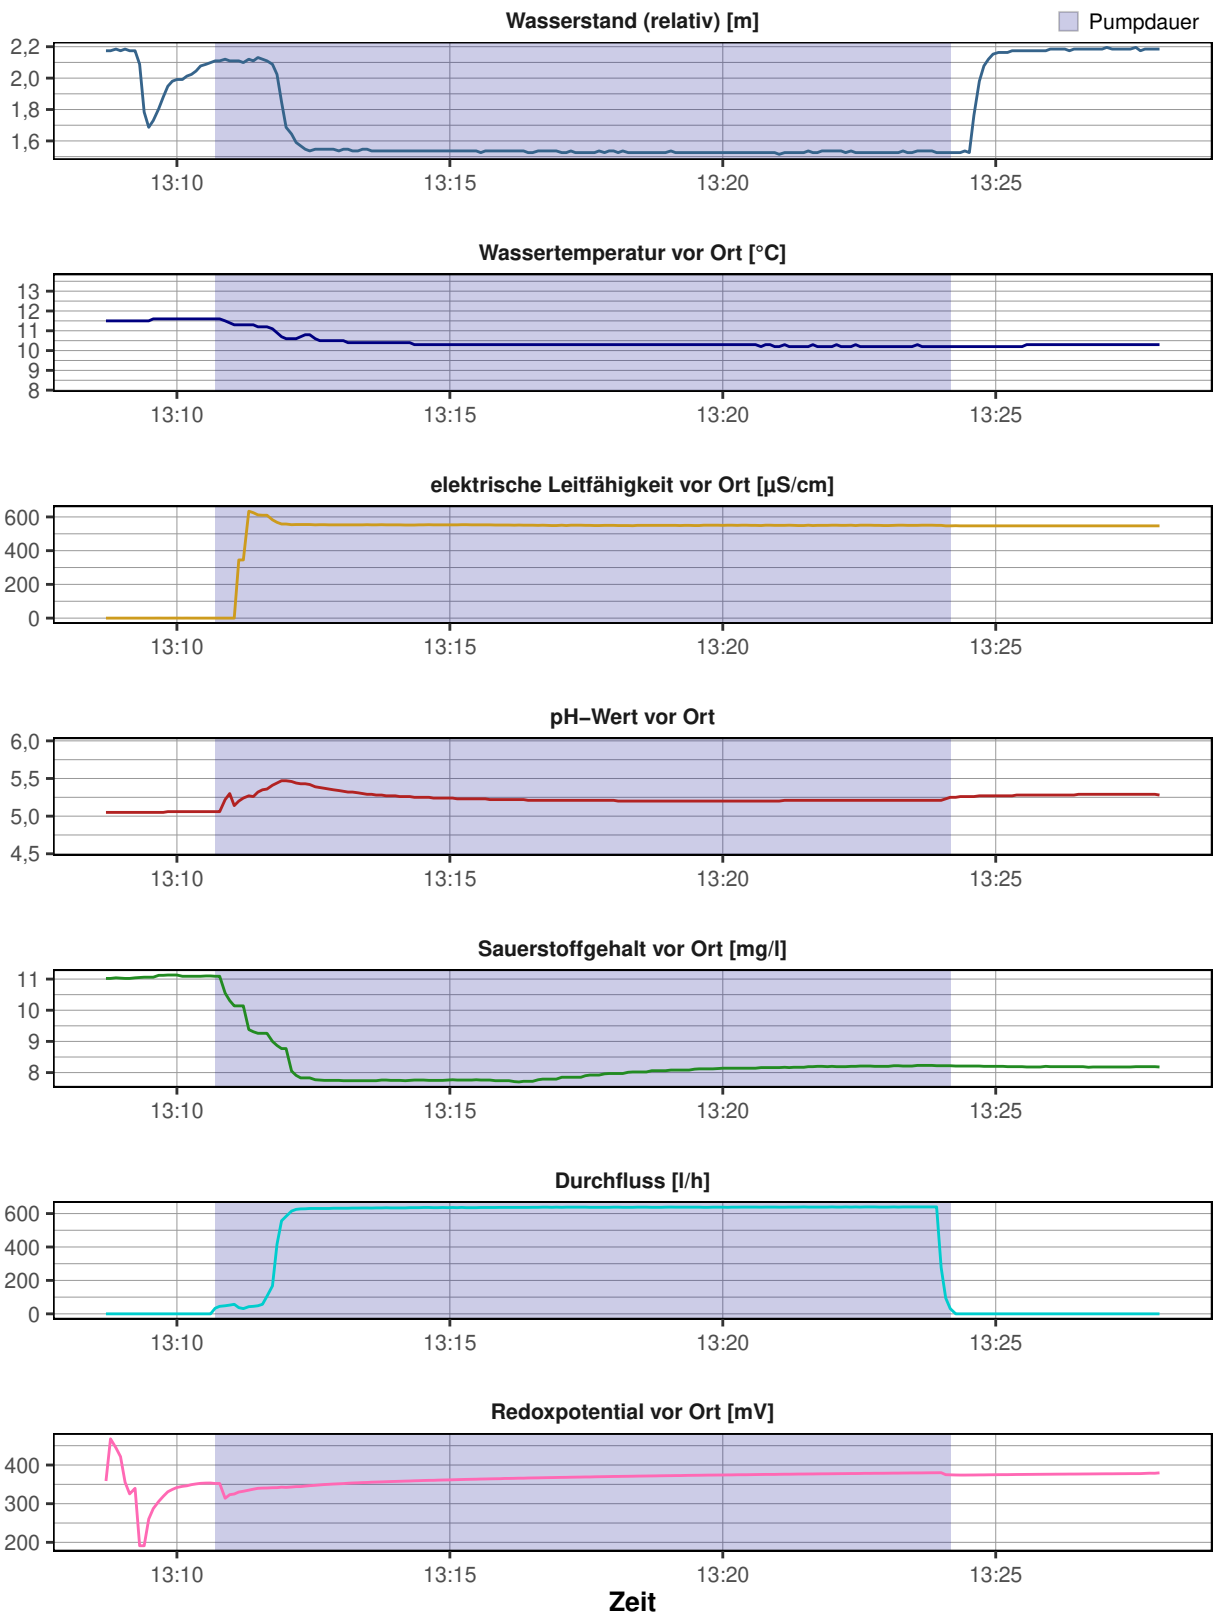 Wasserstand (relativ) [m]
Pumpdauer
2,2
2,0
1,8
1,6
13:10 13:15 13:20 13:25
Wassertemperatur vor Ort [°C]
13
12
11
10
9
8
13:10 13:15 13:20 13:25
elektrische Leitfähigkeit vor Ort [µS/cm]
600
400
200
0
13:10 13:15 13:20 13:25
pH−Wert vor Ort
6,0
5,5
5,0
4,5
13:10 13:15 13:20 13:25
Sauerstoffgehalt vor Ort [mg/l]
11
10
9
8
13:10 13:15 13:20 13:25
Durchfluss [l/h]
600
400
200
0
13:10 13:15 13:20 13:25
Redoxpotential vor Ort [mV]
400
300
200
13:10 13:15 13:20 13:25
Zeit